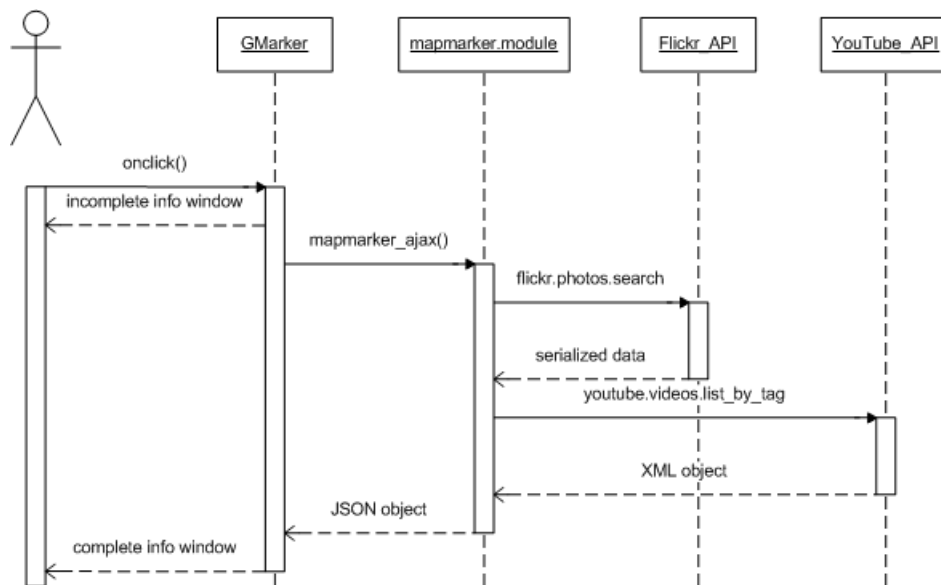 GMarker
mapmarker.module
Flickr_API
YouTube_API
onclick()
incomplete info window
mapmarker_ajax()
flickr.photos.search
serialized data
youtube.videos.list_by_tag
XML object
JSON object
complete info window